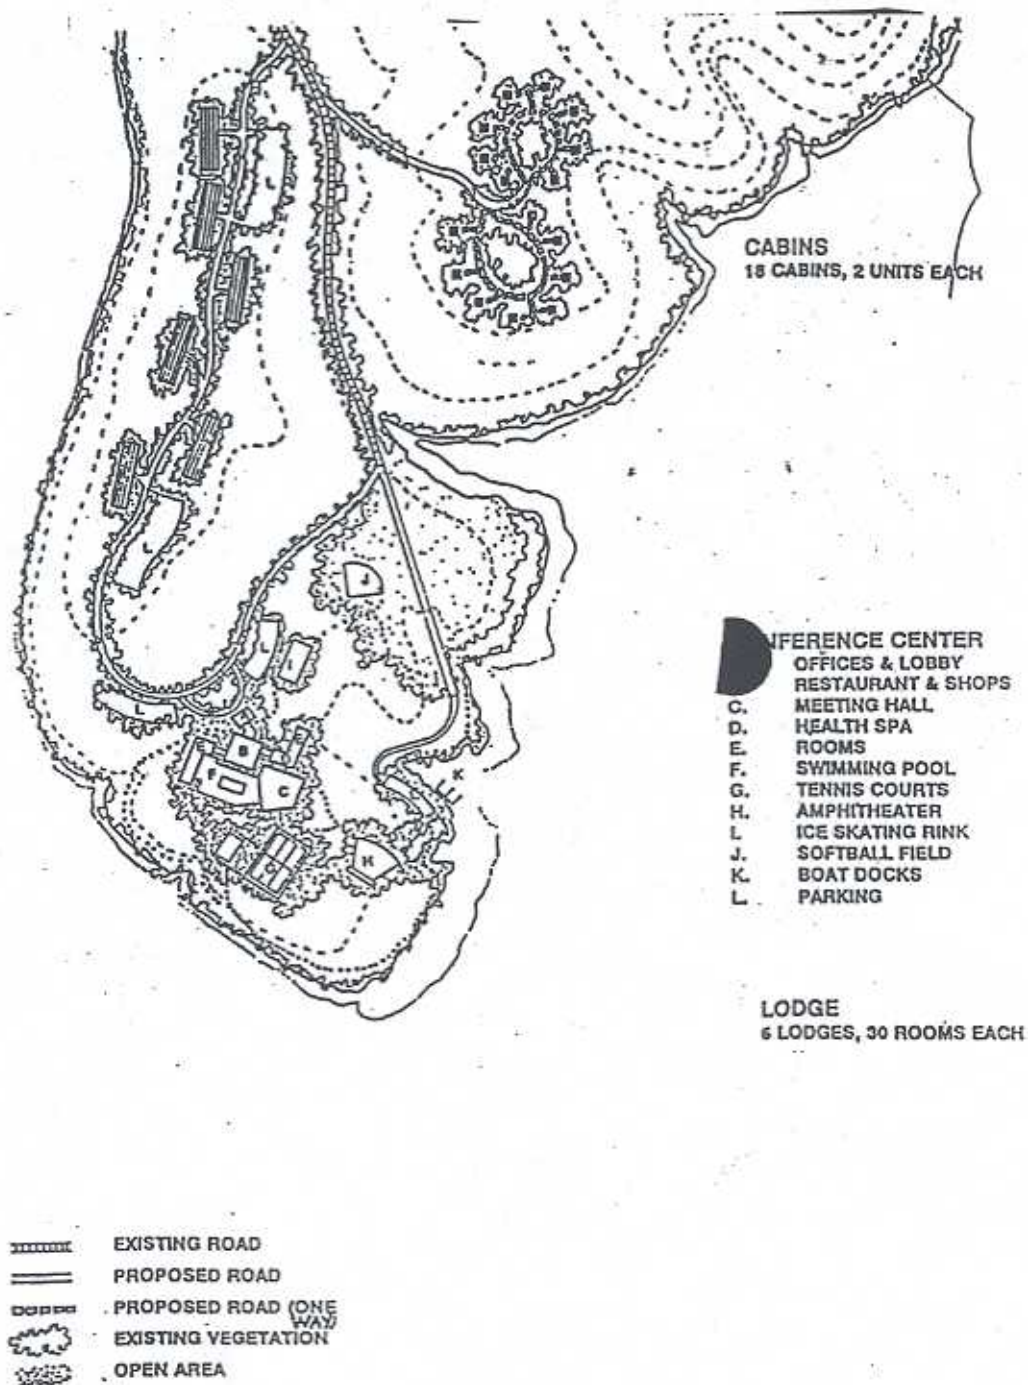 CABINS
18 CABINS, 2 UNITS EACH
L
L
J
L
I
L
E
B
E
F
C
K
H
G
NFERENCE CENTER
OFFICES & LOBBY
RESTAURANT & SHOPS
C. MEETING HALL
D. HEALTH SPA
E. ROOMS
F. SWIMMING POOL
G. TENNIS COURTS
H. AMPHITHEATER
I. ICE SKATING RINK
J. SOFTBALL FIELD
K. BOAT DOCKS
L. PARKING
LODGE
6 LODGES, 30 ROOMS EACH
EXISTING ROAD
PROPOSED ROAD
PROPOSED ROAD (ONE WAY)
EXISTING VEGETATION
OPEN AREA